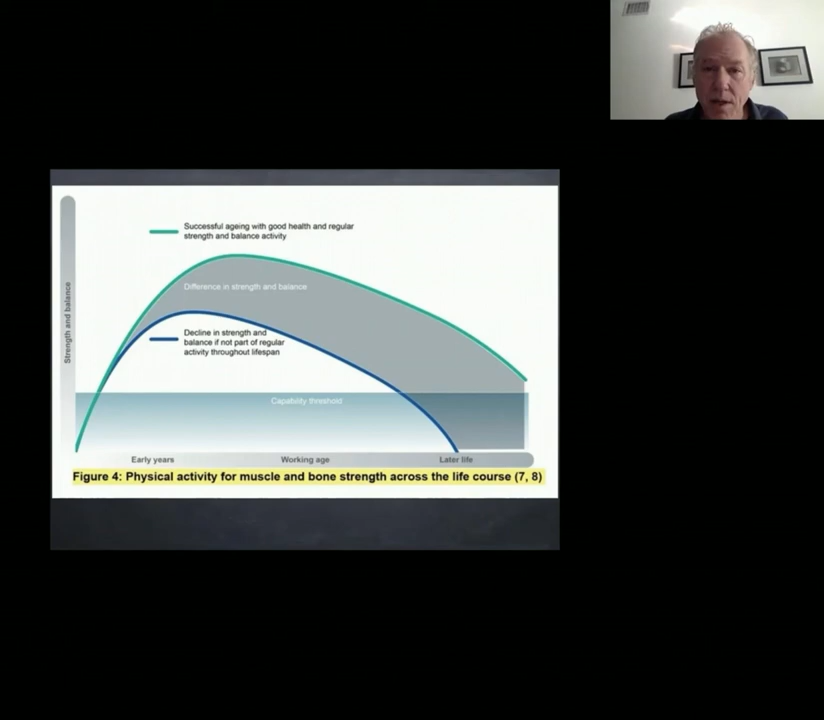 Successful ageing with good health and regular
strength and balance activity
Difference in strength and balance
Decline in strength and
balance if not part of regular
activity throughout lifespan
Strength and balance
Capability threshold
Early years
Working age
Later life
Figure 4: Physical activity for muscle and bone strength across the life course (7, 8)